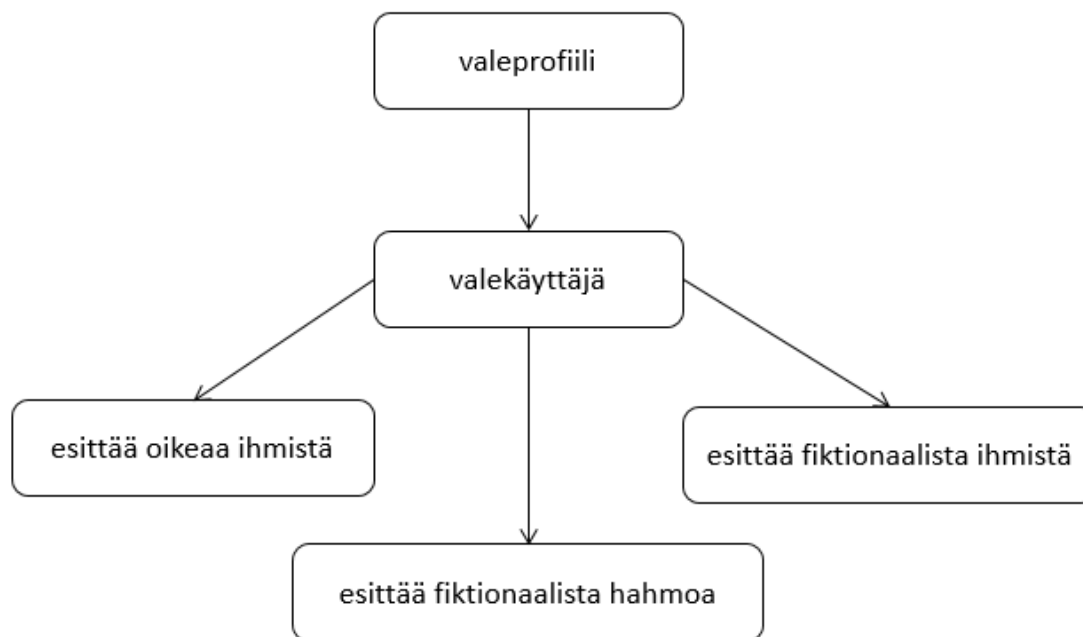 valeprofiili
valekäyttäjä
esittää oikeaa ihmistä
esittää fiktionaalista ihmistä
esittää fiktionaalista hahmoa